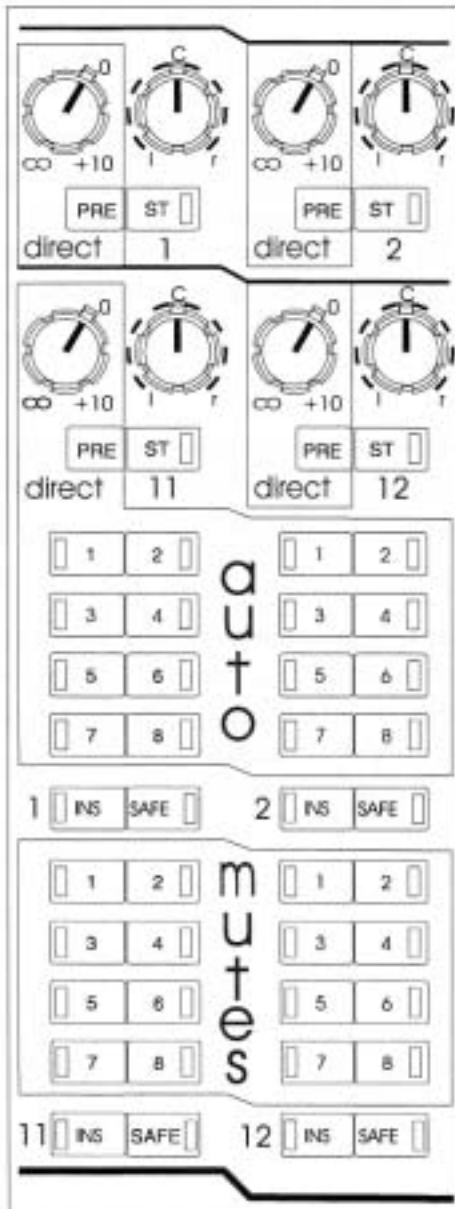 C C
0 0
∞ +10 l r ∞ +10 l r
PRE ST PRE ST
direct 1 direct 2
C C
0 0
∞ +10 l r ∞ +10 l r
PRE ST PRE ST
direct 11 direct 12
auto
1 2 1 2
3 4 3 4
5 6 5 6
7 8 7 8
1 INS SAFE 2 INS SAFE
mutes
1 2 1 2
3 4 3 4
5 6 5 6
7 8 7 8
11 INS SAFE 12 INS SAFE